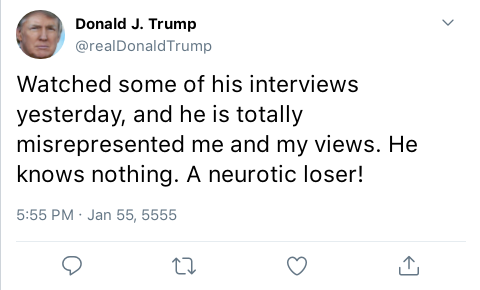 Donald J. Trump
@realDonaldTrump
Watched some of his interviews
yesterday, and he is totally
misrepresented me and my views. He
knows nothing. A neurotic loser!
5:55 PM · Jan 55, 5555